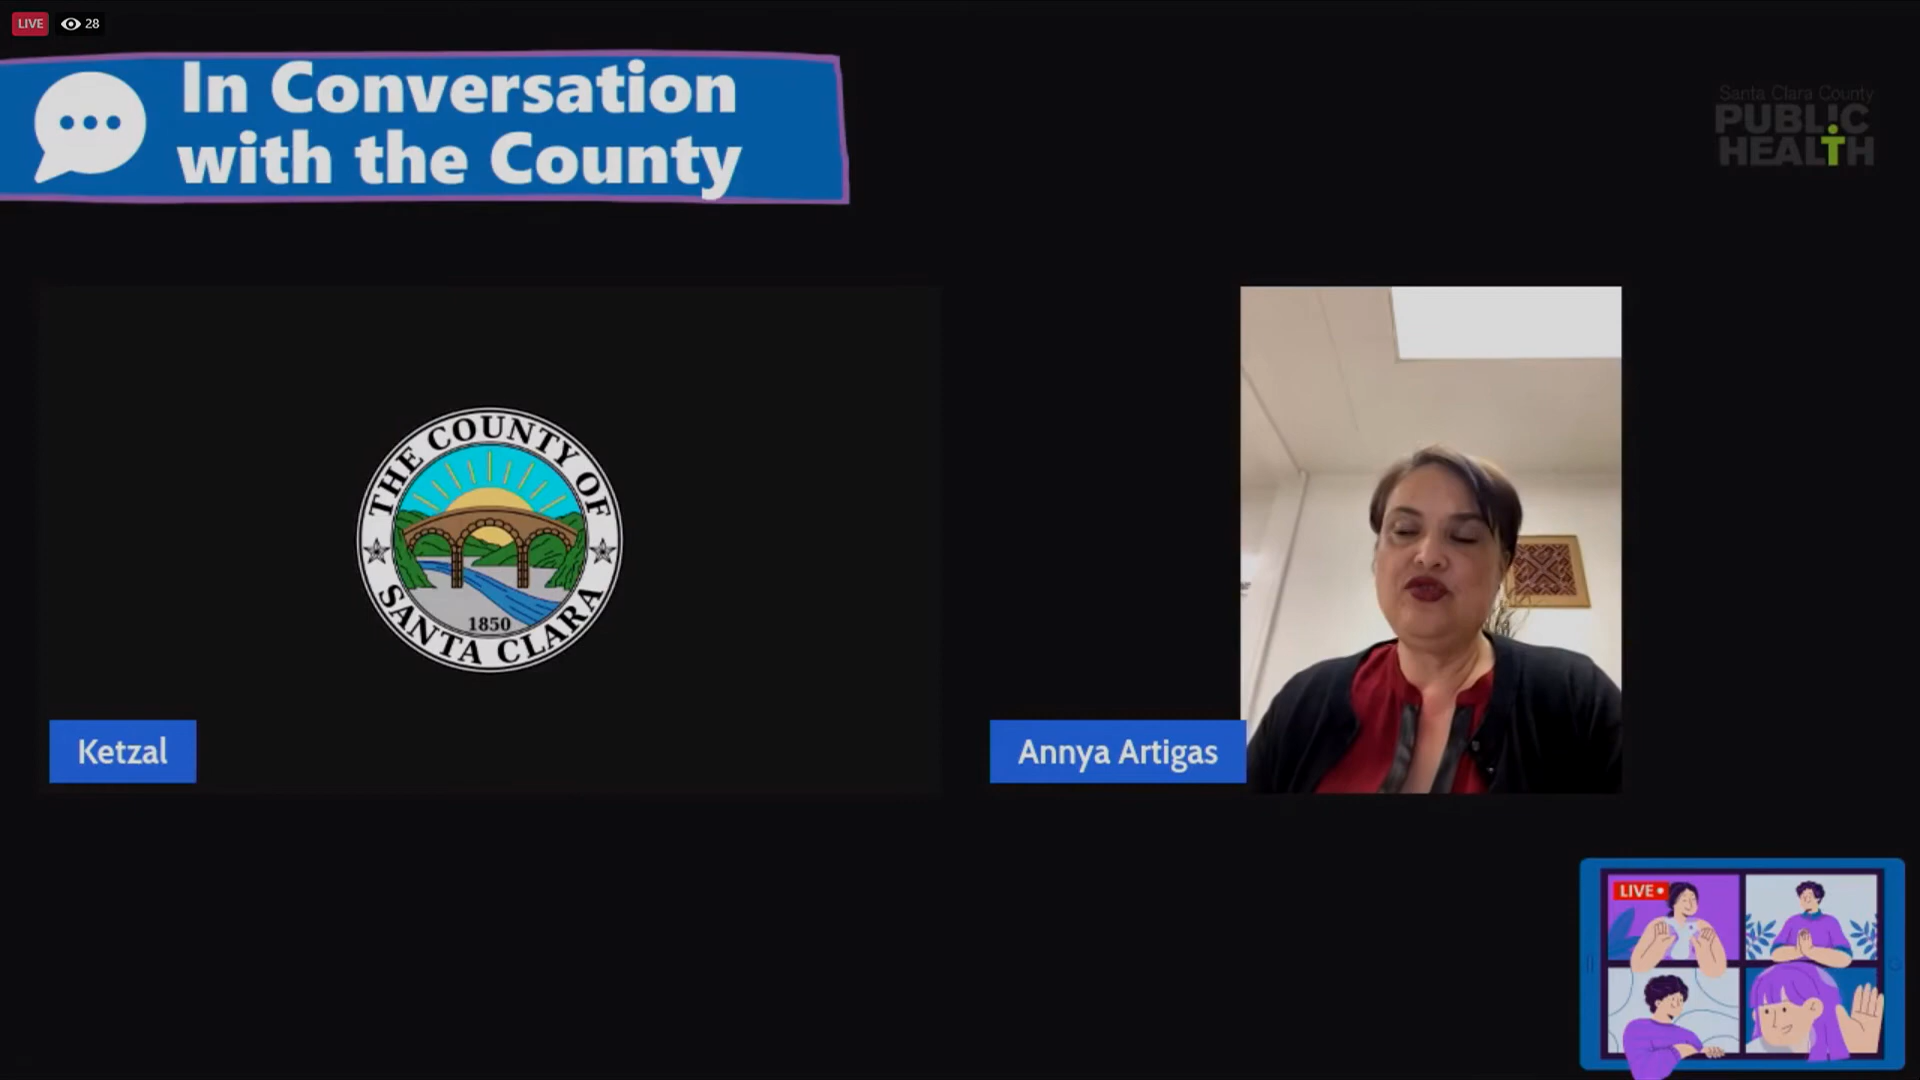 LIVE 28
In Conversation
with the County
Santa Clara County
PUBLIC
HEALTH
THE COUNTY OF
SANTA CLARA
1850
Ketzal
Annya Artigas
LIVE